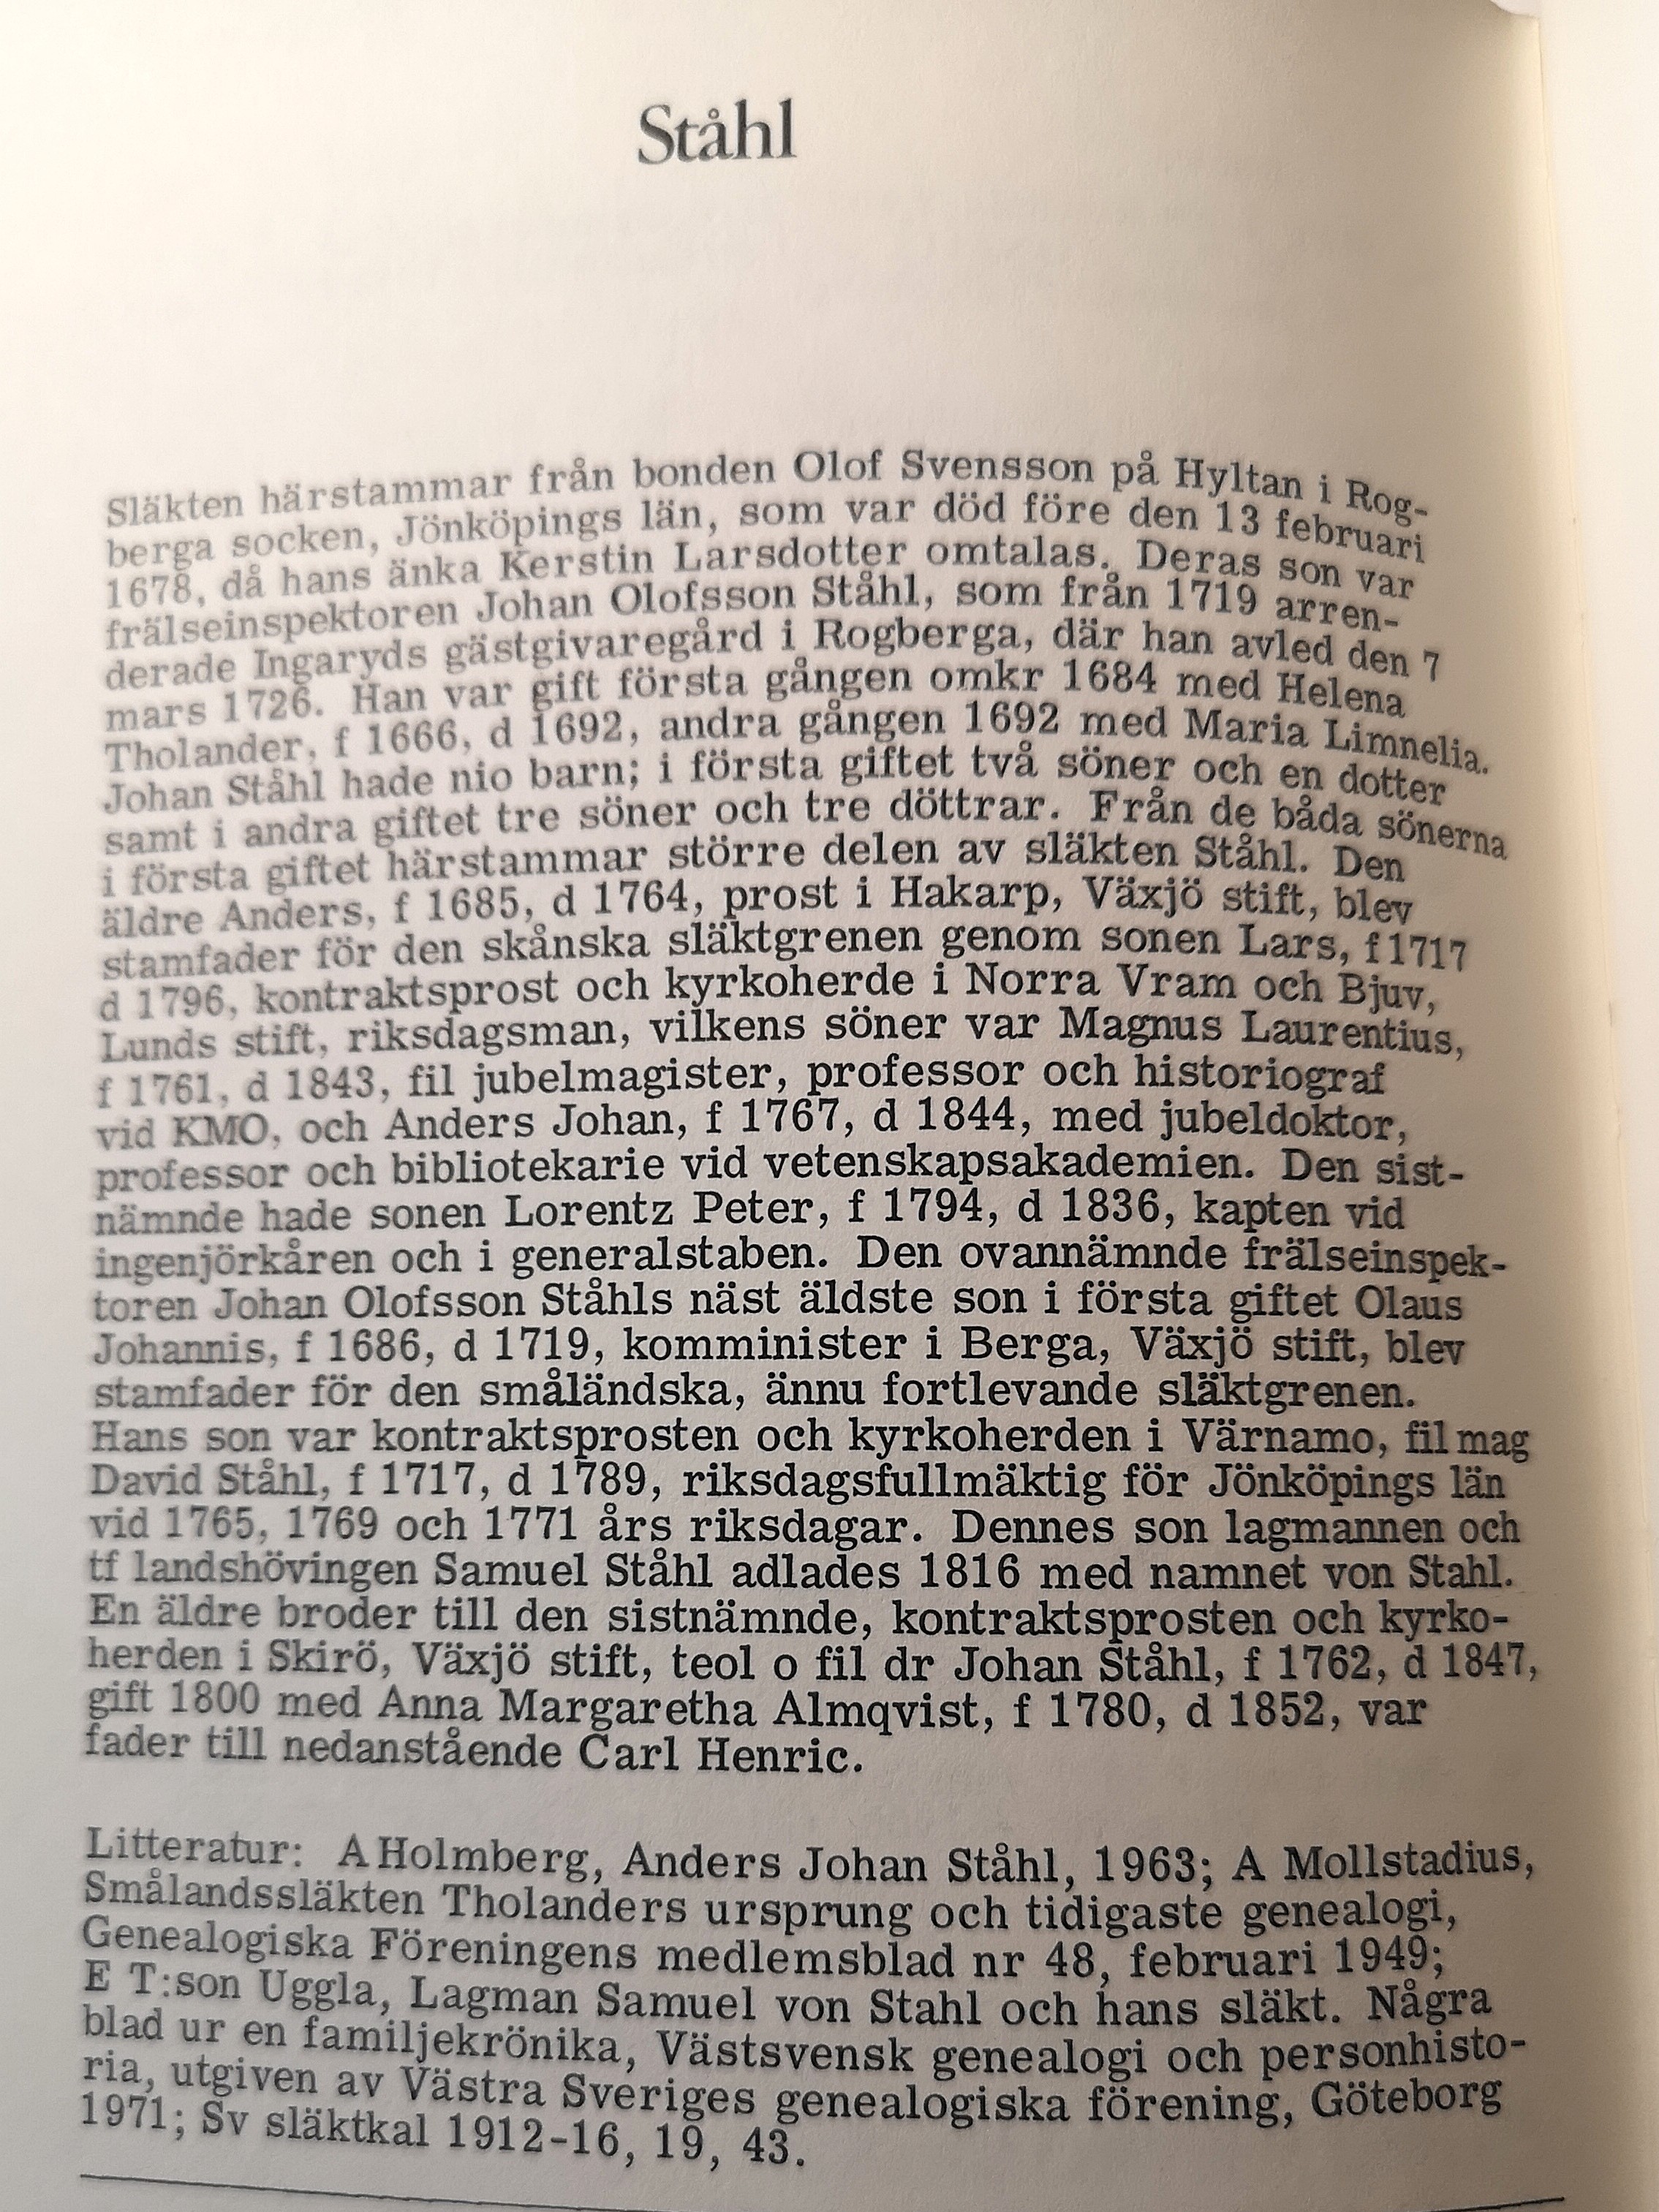 Ståhl
Släkten härstammar från bonden Olof Svensson på Hyltan i Rog-
berga socken, Jönköpings län, som var död före den 13 februari
1678, då hans änka Kerstin Larsdotter omtalas. Deras son var
frälseinspektoren Johan Olofsson Ståhl, som från 1719 arren-
derade Ingaryds gästgivaregård i Rogberga, där han avled den 7
mars 1726. Han var gift första gången omkr 1684 med Helena
Tholander, f 1666, d 1692, andra gången 1692 med Maria Limnelia.
Johan Ståhl hade nio barn; i första giftet två söner och en dotter
samt i andra giftet tre söner och tre döttrar. Från de båda sönerna
i första giftet härstammar större delen av släkten Ståhl. Den
äldre Anders, f 1685, d 1764, prost i Hakarp, Växjö stift, blev
stamfader för den skånska släktgrenen genom sonen Lars, f 1717
d 1796, kontraktsprost och kyrkoherde i Norra Vram och Bjuv,
Lunds stift, riksdagsman, vilkens söner var Magnus Laurentius,
f 1761, d 1843, fil jubelmagister, professor och historiograf
vid KMO, och Anders Johan, f 1767, d 1844, med jubeldoktor,
professor och bibliotekarie vid vetenskapsakademien. Den sist-
nämnde hade sonen Lorentz Peter, f 1794, d 1836, kapten vid
ingenjörkåren och i generalstaben. Den ovannämnde frälseinspek-
toren Johan Olofsson Ståhls näst äldste son i första giftet Olaus
Johannis, f 1686, d 1719, komminister i Berga, Växjö stift, blev
stamfader för den småländska, ännu fortlevande släktgrenen.
Hans son var kontraktsprosten och kyrkoherden i Värnamo, fil mag
David Ståhl, f 1717, d 1789, riksdagsfullmäktig för Jönköpings län
vid 1765, 1769 och 1771 års riksdagar. Dennes son lagmannen och
tf landshövingen Samuel Ståhl adlades 1816 med namnet von Stahl.
En äldre broder till den sistnämnde, kontraktsprosten och kyrko-
herden i Skirö, Växjö stift, teol o fil dr Johan Ståhl, f 1762, d 1847,
gift 1800 med Anna Margaretha Almqvist, f 1780, d 1852, var
fader till nedanstående Carl Henric.
Litteratur: A Holmberg, Anders Johan Ståhl, 1963; A Mollstadius,
Smålandssläkten Tholanders ursprung och tidigaste genealogi,
Genealogiska Föreningens medlemsblad nr 48, februari 1949;
E T:son Uggla, Lagman Samuel von Stahl och hans släkt. Några
blad ur en familjekrönika, Västsvensk genealogi och personhisto-
ria, utgiven av Västra Sveriges genealogiska förening, Göteborg
1971; Sv släktkal 1912-16, 19, 43.